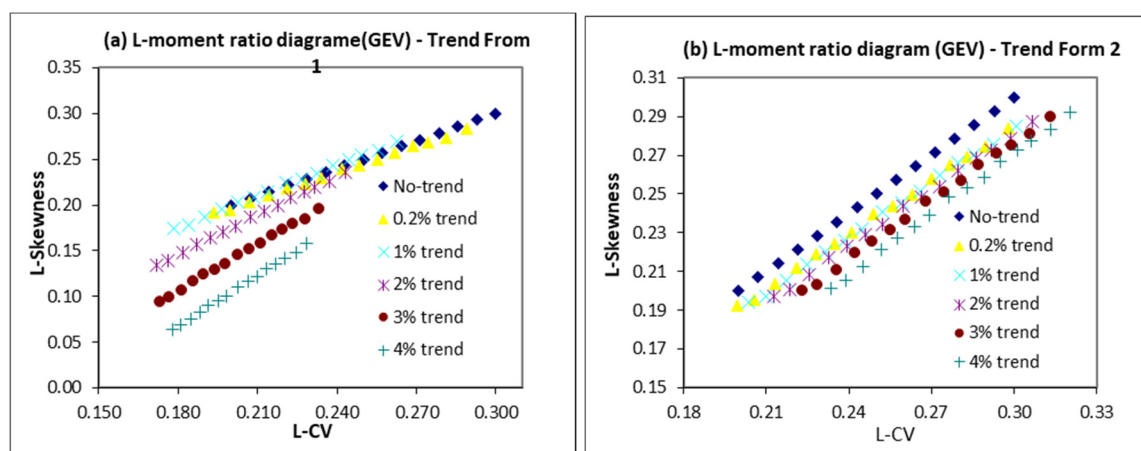 (a) L-moment ratio diagrame(GEV) - Trend From
1
0.35
0.30
0.25
0.20
0.15
0.10
0.05
0.00
L-Skewness
No-trend
0.2% trend
1% trend
2% trend
3% trend
4% trend
0.150 0.180 0.210 0.240 0.270 0.300
L-CV
(b) L-moment ratio diagram (GEV) - Trend Form 2
0.31
0.29
0.27
0.25
0.23
0.21
0.19
0.17
0.15
L-Skewness
No-trend
0.2% trend
1% trend
2% trend
3% trend
4% trend
0.18 0.21 0.24 0.27 0.30 0.33
L-CV